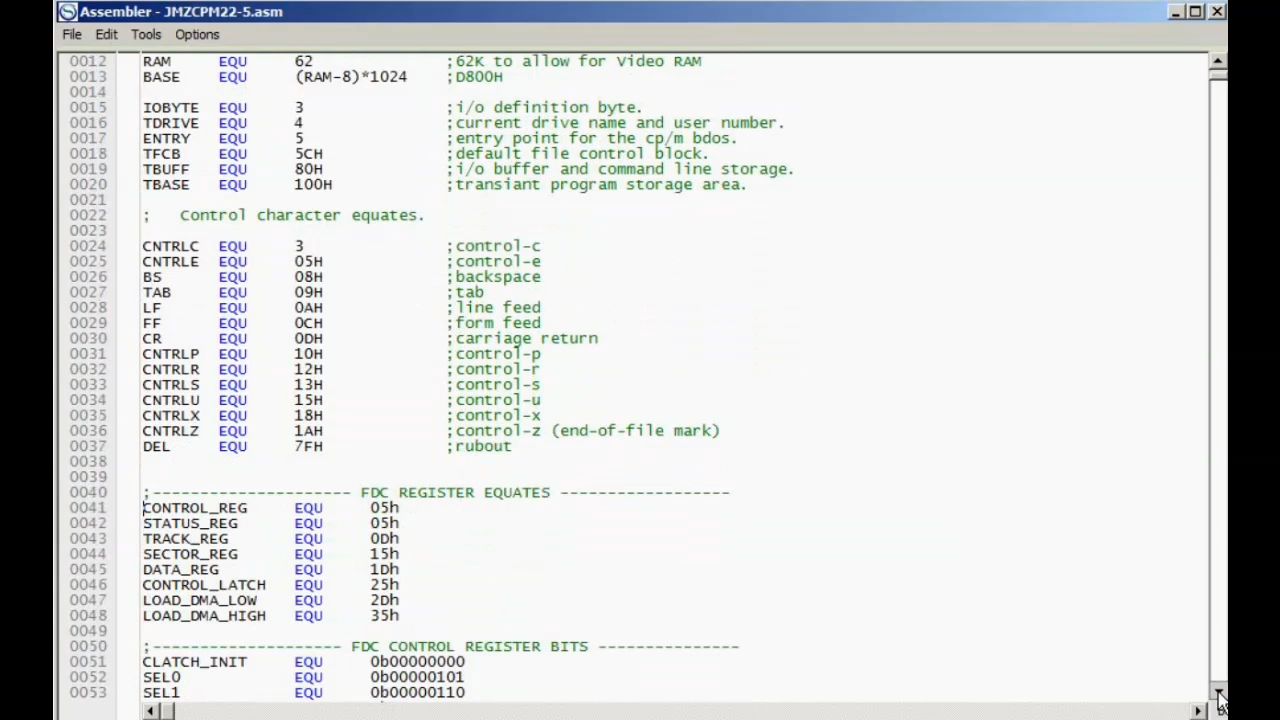 Assembler - JMZCPM22-5.asm
File Edit Tools Options
0012 RAM EQU 62 ;62K to allow for Video RAM
0013 BASE EQU (RAM-8)*1024 ;D800H
0014
0015 IOBYTE EQU 3 ;i/o definition byte.
0016 TDRIVE EQU 4 ;current drive name and user number.
0017 ENTRY EQU 5 ;entry point for the cp/m bdos.
0018 TFCB EQU 5CH ;default file control block.
0019 TBUFF EQU 80H ;i/o buffer and command line storage.
0020 TBASE EQU 100H ;transiant program storage area.
0021
0022 ; Control character equates.
0023
0024 CNTRLC EQU 3 ;control-c
0025 CNTRLE EQU 05H ;control-e
0026 BS EQU 08H ;backspace
0027 TAB EQU 09H ;tab
0028 LF EQU 0AH ;line feed
0029 FF EQU 0CH ;form feed
0030 CR EQU 0DH ;carriage return
0031 CNTRLP EQU 10H ;control-p
0032 CNTRLR EQU 12H ;control-r
0033 CNTRLS EQU 13H ;control-s
0034 CNTRLU EQU 15H ;control-u
0035 CNTRLX EQU 18H ;control-x
0036 CNTRLZ EQU 1AH ;control-z (end-of-file mark)
0037 DEL EQU 7FH ;rubout
0038
0039
0040 ;--------------------- FDC REGISTER EQUATES ------------------
0041 CONTROL_REG EQU 05h
0042 STATUS_REG EQU 05h
0043 TRACK_REG EQU 0Dh
0044 SECTOR_REG EQU 15h
0045 DATA_REG EQU 1Dh
0046 CONTROL_LATCH EQU 25h
0047 LOAD_DMA_LOW EQU 2Dh
0048 LOAD_DMA_HIGH EQU 35h
0049
0050 ;-------------------- FDC CONTROL REGISTER BITS ---------------
0051 CLATCH_INIT EQU 0b00000000
0052 SEL0 EQU 0b00000101
0053 SEL1 EQU 0b00000110